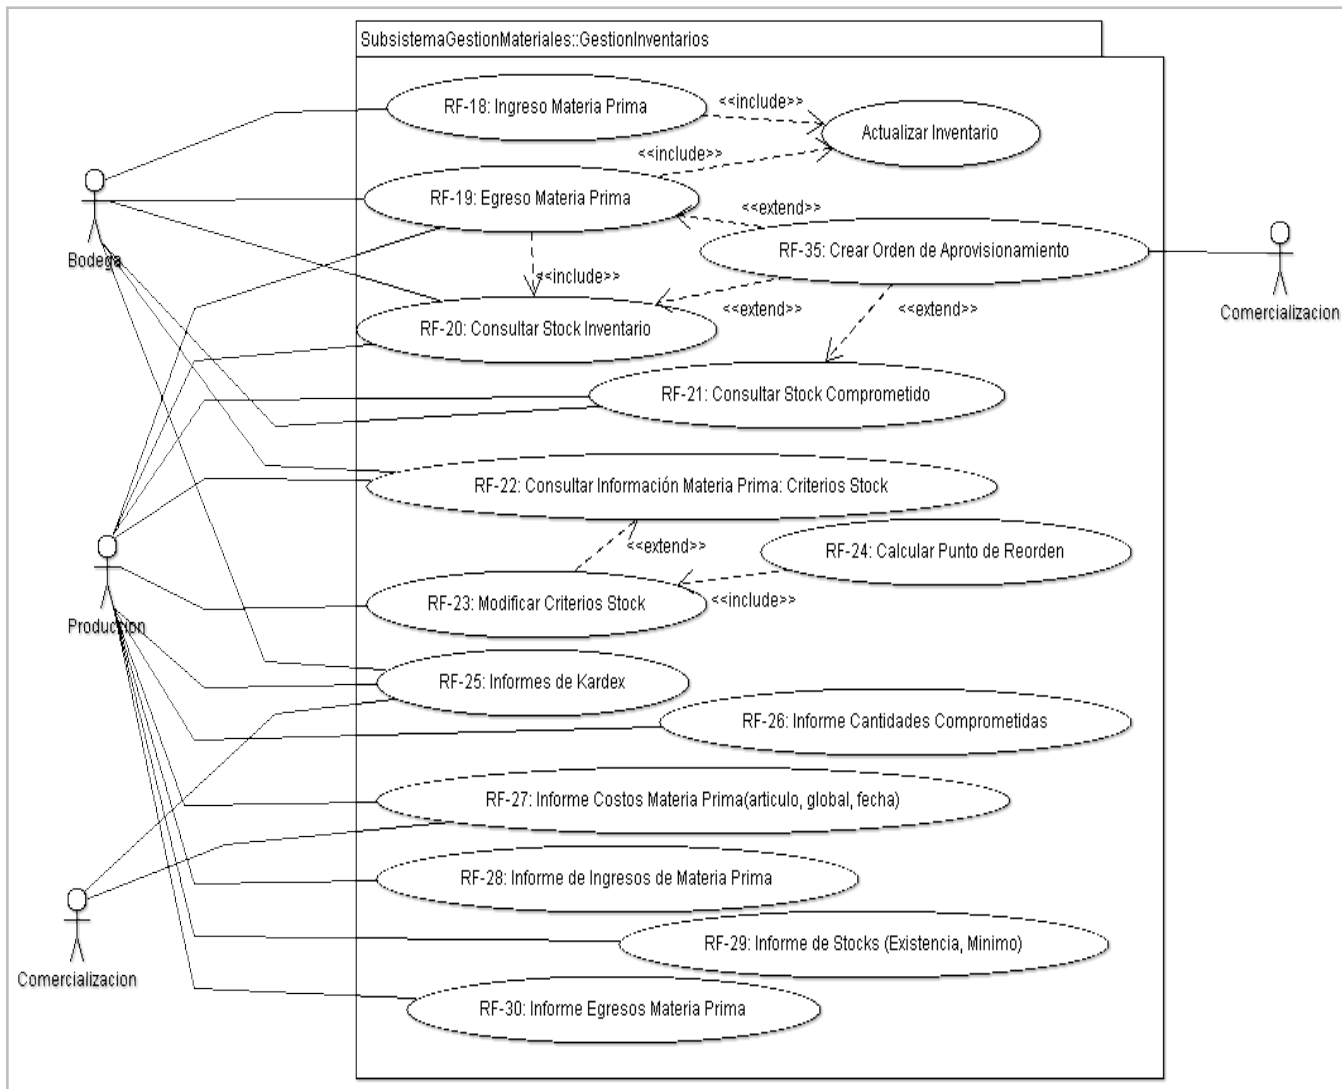 SubsistemaGestionMateriales::GestionInventarios
RF-18: Ingreso Materia Prima
<<include>>
Actualizar Inventario
<<include>>
RF-19: Egreso Materia Prima
<<extend>>
RF-35: Crear Orden de Aprovisionamiento
Bodega
<<include>>
Comercializacion
<<extend>>
<<extend>>
RF-20: Consultar Stock Inventario
RF-21: Consultar Stock Comprometido
RF-22: Consultar Información Materia Prima: Criterios Stock
<<extend>>
RF-24: Calcular Punto de Reorden
<<include>>
RF-23: Modificar Criterios Stock
Produccion
RF-25: Informes de Kardex
RF-26: Informe Cantidades Comprometidas
RF-27: Informe Costos Materia Prima(articulo, global, fecha)
RF-28: Informe de Ingresos de Materia Prima
RF-29: Informe de Stocks (Existencia, Minimo)
Comercializacion
RF-30: Informe Egresos Materia Prima